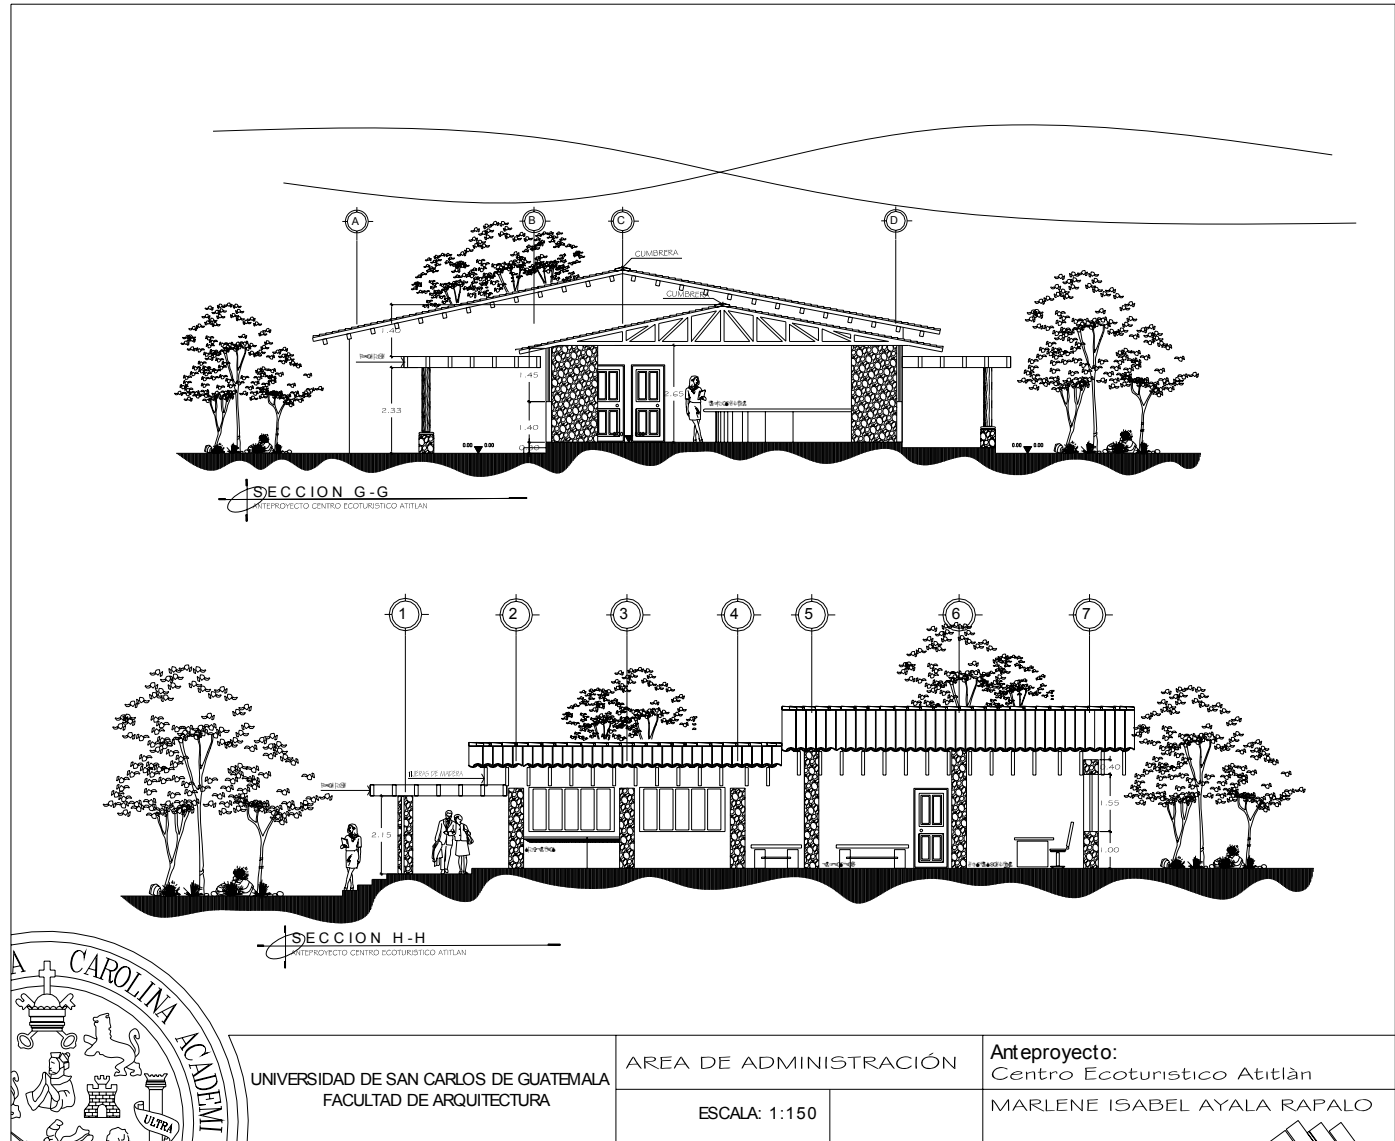 A
B
C
D
CUMBRERA
CUMBRERA
1.40
1.45
2.65
2.33
1.40
0.00 0.00
0.00 0.00
SECCION G-G
ANTEPROYECTO CENTRO ECOTURISTICO ATITLAN
1
2
3
4
5
6
7
DE MADERA
.40
1.55
2.15
1.00
SECCION H-H
ANTEPROYECTO CENTRO ECOTURISTICO ATITLAN
A CAROLINA ACADEMI
ULTRA
UNIVERSIDAD DE SAN CARLOS DE GUATEMALA
FACULTAD DE ARQUITECTURA
AREA DE ADMINISTRACIÓN
ESCALA: 1:150
Anteproyecto:
Centro Ecoturistico Atitlàn
MARLENE ISABEL AYALA RAPALO